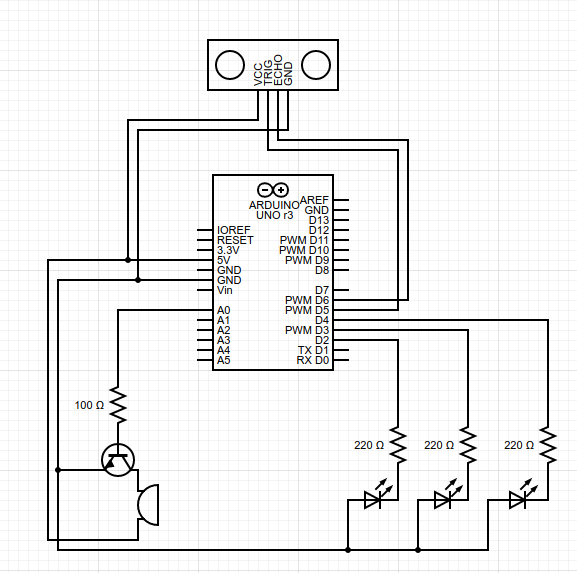 VCC
TRIG
ECHO
GND
ARDUINO
UNO r3
IOREF
RESET
3.3V
5V
GND
GND
Vin
A0
A1
A2
A3
A4
A5
AREF
GND
D13
D12
PWM D11
PWM D10
PWM D9
D8
D7
PWM D6
PWM D5
D4
PWM D3
D2
TX D1
RX D0
100 Ω
220 Ω
220 Ω
220 Ω